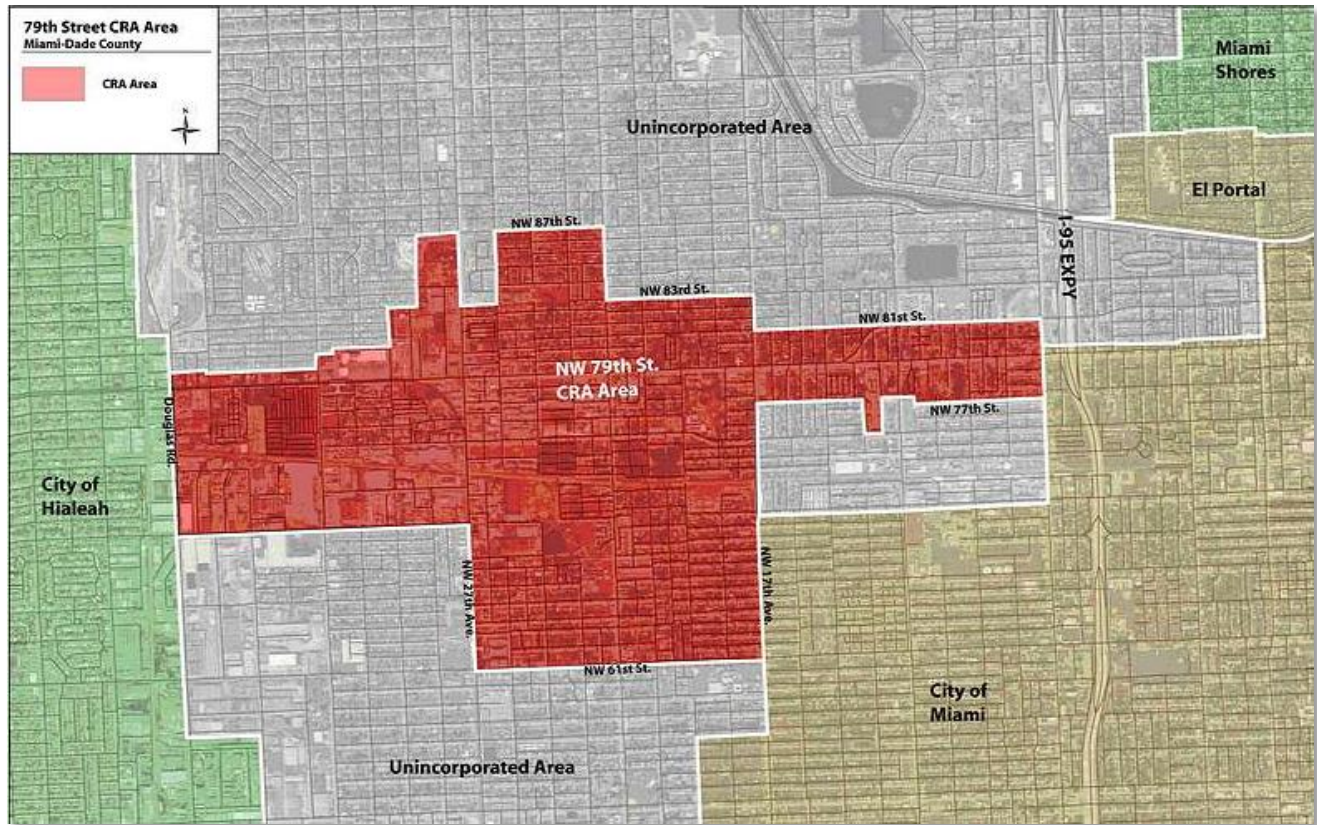 79th Street CRA Area
Miami-Dade County
CRA Area
N
Miami
Shores
Unincorporated Area
El Portal
NW 87th St.
I-95 EXPY
NW 83rd St.
NW 81st St.
NW 79th St.
CRA Area
Douglas Rd.
NW 77th St.
City of
Hialeah
NW 27th Ave.
NW 17th Ave.
NW 61st St.
City of
Miami
Unincorporated Area